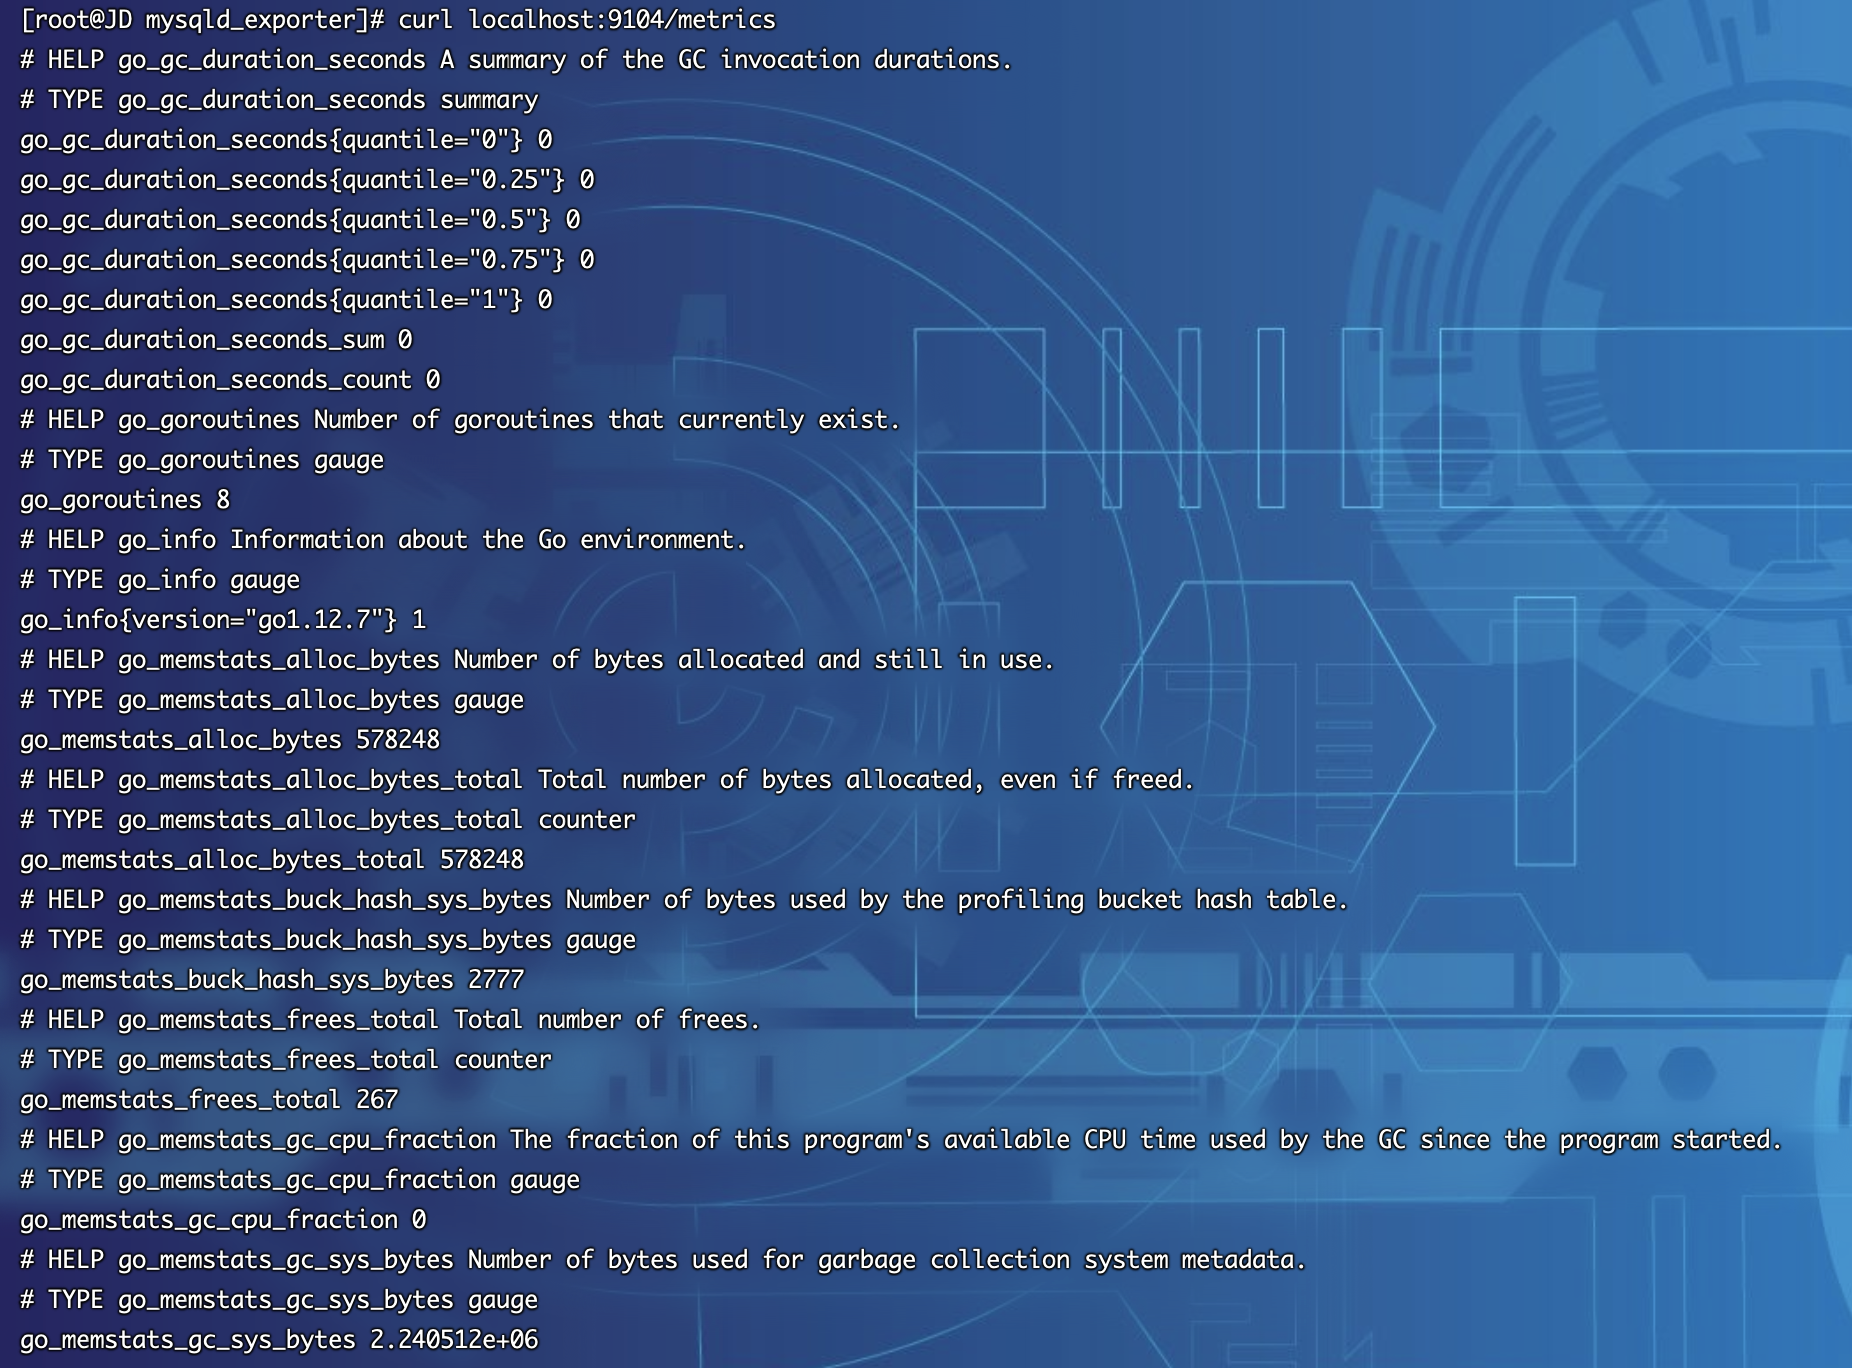 [root@JD mysqld_exporter]# curl localhost:9104/metrics
# HELP go_gc_duration_seconds A summary of the GC invocation durations.
# TYPE go_gc_duration_seconds summary
go_gc_duration_seconds{quantile="0"} 0
go_gc_duration_seconds{quantile="0.25"} 0
go_gc_duration_seconds{quantile="0.5"} 0
go_gc_duration_seconds{quantile="0.75"} 0
go_gc_duration_seconds{quantile="1"} 0
go_gc_duration_seconds_sum 0
go_gc_duration_seconds_count 0
# HELP go_goroutines Number of goroutines that currently exist.
# TYPE go_goroutines gauge
go_goroutines 8
# HELP go_info Information about the Go environment.
# TYPE go_info gauge
go_info{version="go1.12.7"} 1
# HELP go_memstats_alloc_bytes Number of bytes allocated and still in use.
# TYPE go_memstats_alloc_bytes gauge
go_memstats_alloc_bytes 578248
# HELP go_memstats_alloc_bytes_total Total number of bytes allocated, even if freed.
# TYPE go_memstats_alloc_bytes_total counter
go_memstats_alloc_bytes_total 578248
# HELP go_memstats_buck_hash_sys_bytes Number of bytes used by the profiling bucket hash table.
# TYPE go_memstats_buck_hash_sys_bytes gauge
go_memstats_buck_hash_sys_bytes 2777
# HELP go_memstats_frees_total Total number of frees.
# TYPE go_memstats_frees_total counter
go_memstats_frees_total 267
# HELP go_memstats_gc_cpu_fraction The fraction of this program's available CPU time used by the GC since the program started.
# TYPE go_memstats_gc_cpu_fraction gauge
go_memstats_gc_cpu_fraction 0
# HELP go_memstats_gc_sys_bytes Number of bytes used for garbage collection system metadata.
# TYPE go_memstats_gc_sys_bytes gauge
go_memstats_gc_sys_bytes 2.240512e+06